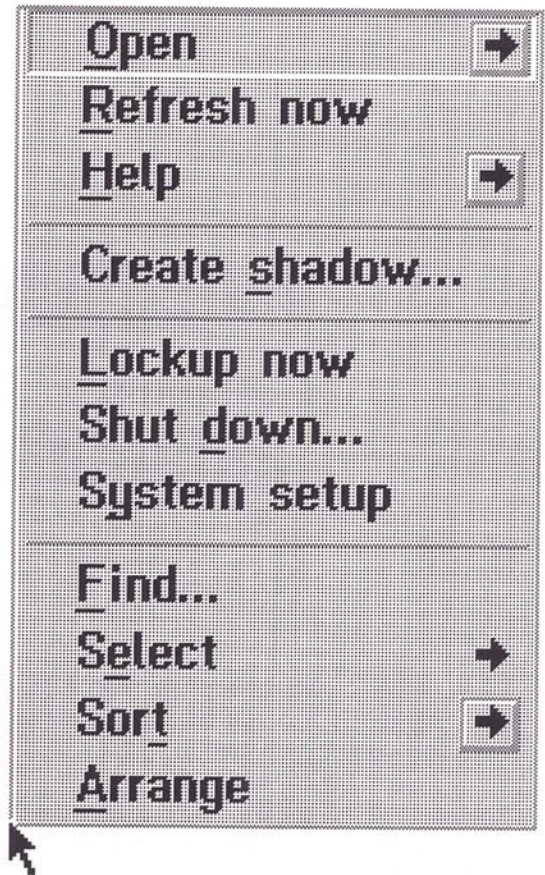 Open
Refresh now
Help
Create shadow...
Lockup now
Shut down...
System setup
Find...
Select
Sort
Arrange